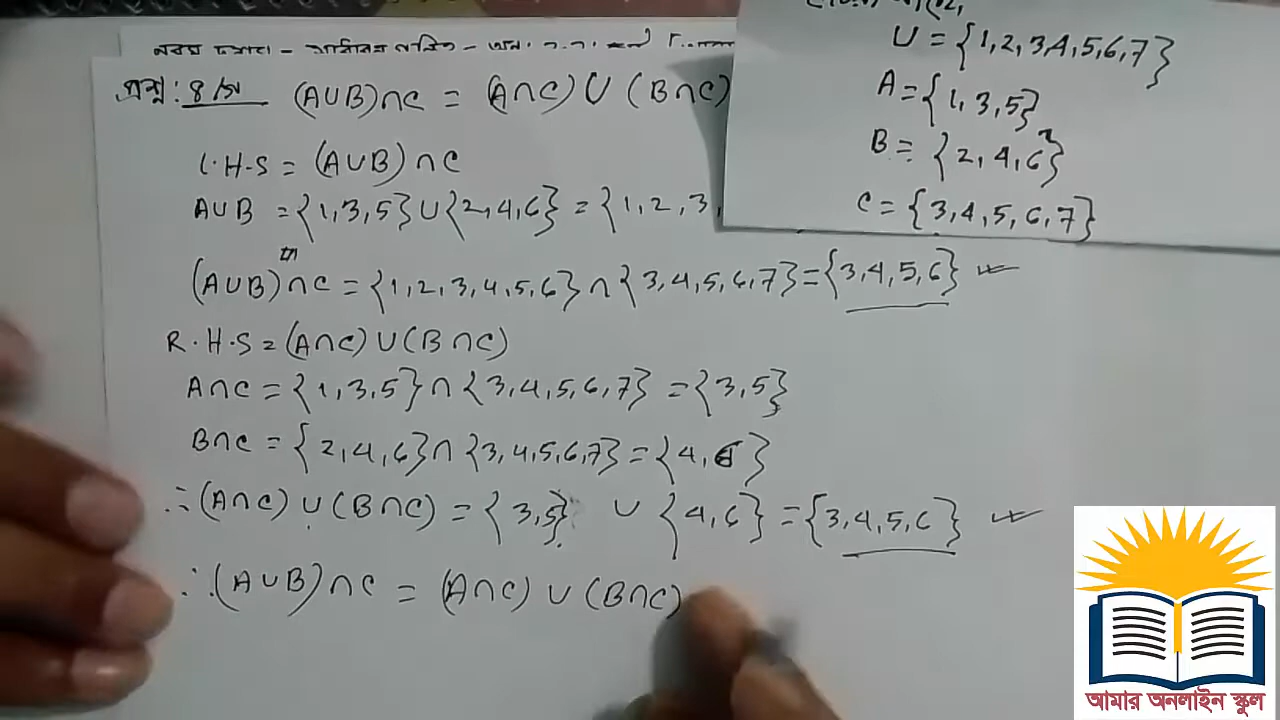 U = {1,2,3,4,5,6,7}
A = {1,3,5}
B = {2,4,6}
C = {3,4,5,6,7}
প্রশ্ন: (A∪B)∩C = (A∩C) ∪ (B∩C)
L.H.S = (A∪B)∩C
A∪B = {1,3,5}∪{2,4,6} = {1,2,3,
(A∪B)∩C = {1,2,3,4,5,6}∩{3,4,5,6,7} = {3,4,5,6}
R.H.S = (A∩C)∪(B∩C)
A∩C = {1,3,5}∩{3,4,5,6,7} = {3,5}
B∩C = {2,4,6}∩{3,4,5,6,7} = {4,6}
∴ (A∩C) ∪ (B∩C) = {3,5} ∪ {4,6} = {3,4,5,6}
∴ (A∪B)∩C = (A∩C) ∪ (B∩C)
আমার অনলাইন স্কুল